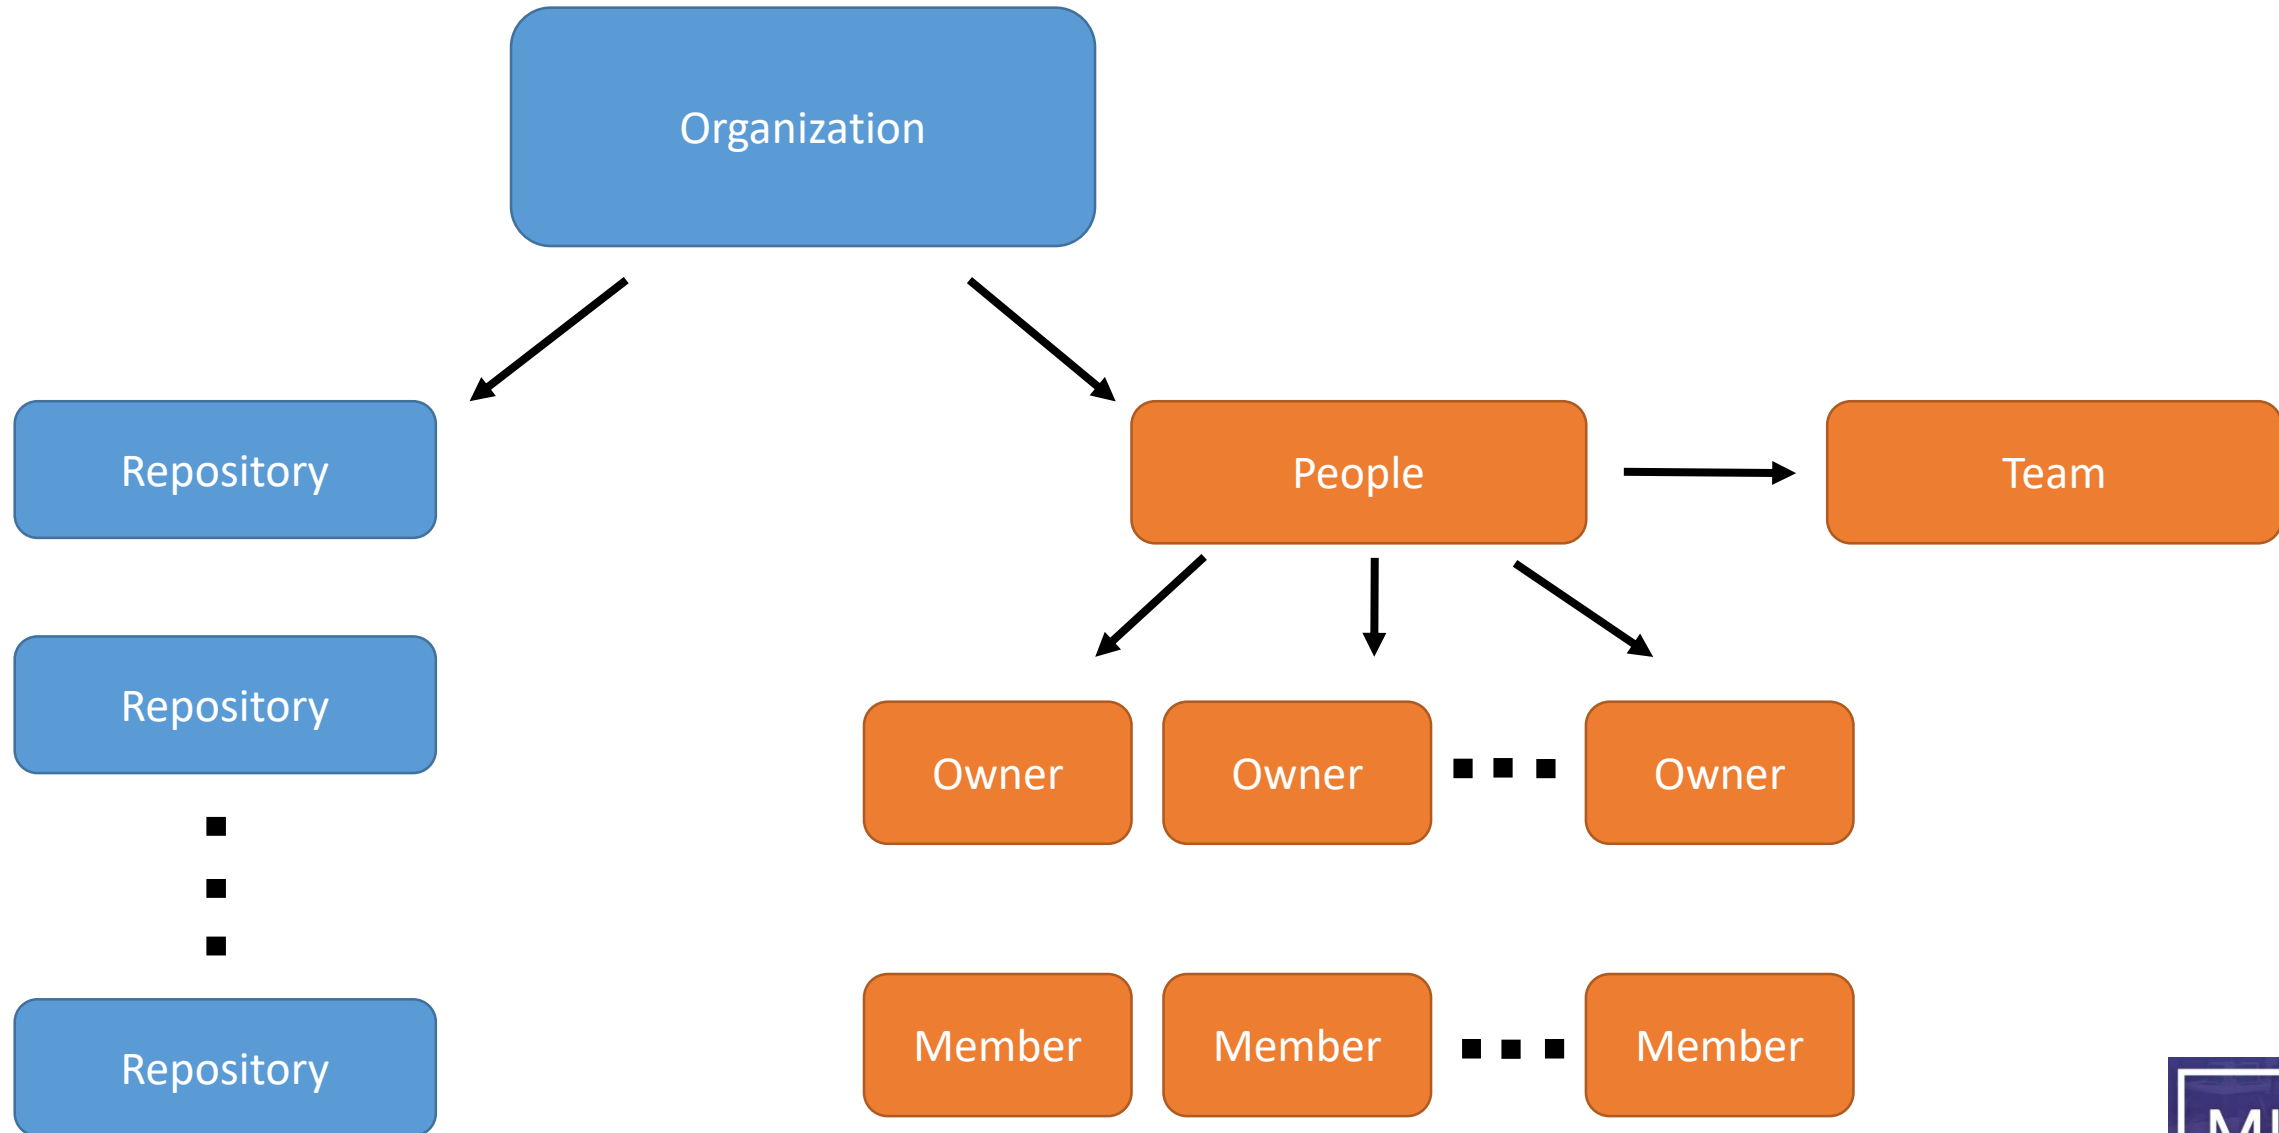 Organization
Repository
People
Team
Repository
Owner
Owner
Owner
Repository
Member
Member
Member